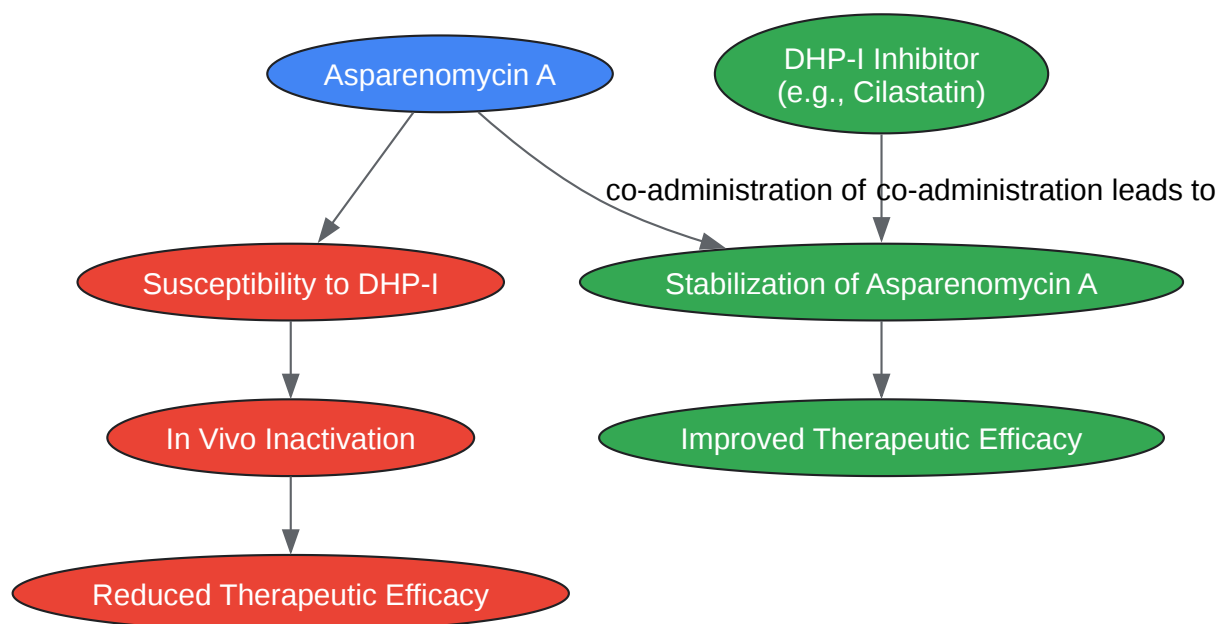 Asparenomycin A
DHP-I Inhibitor
(e.g., Cilastatin)
co-administration of
co-administration leads to
Susceptibility to DHP-I
Stabilization of Asparenomycin A
In Vivo Inactivation
Improved Therapeutic Efficacy
Reduced Therapeutic Efficacy